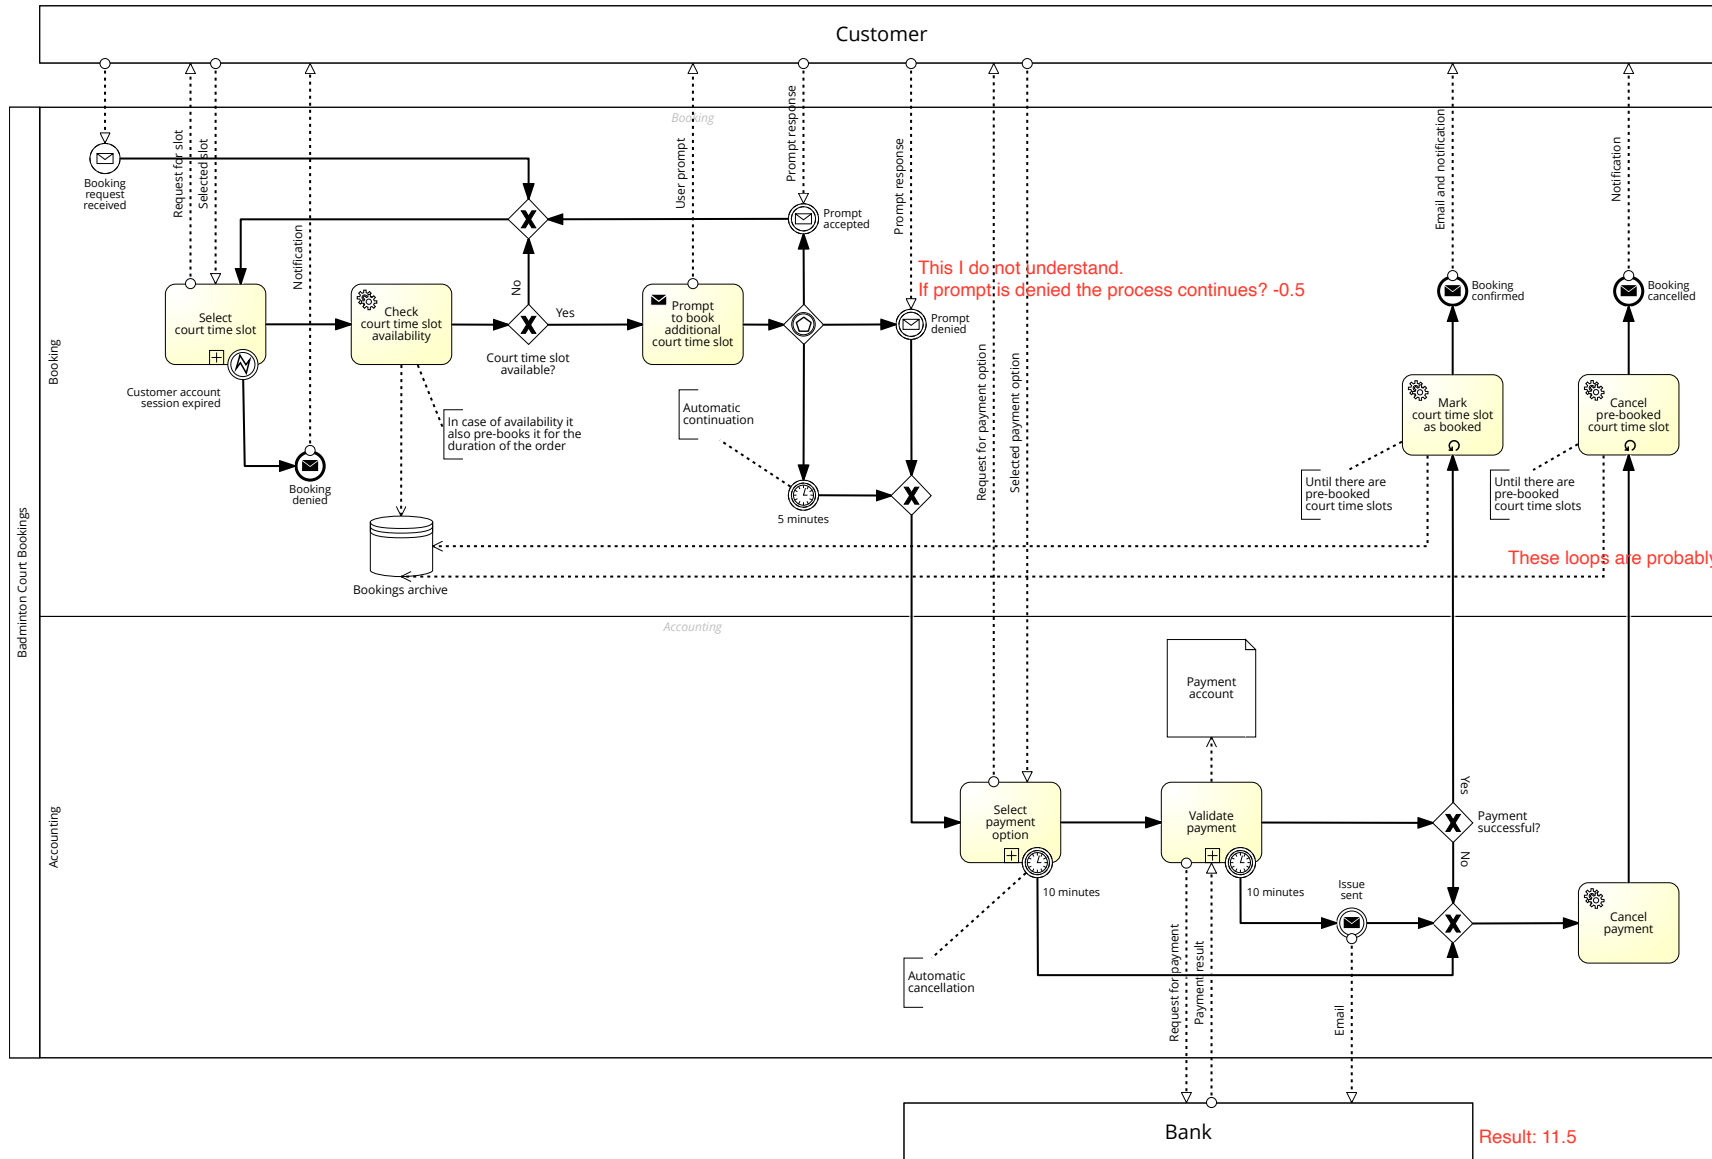 Customer
Booking
Request for slot
Selected slot
Notification
User prompt
Prompt response
Prompt response
Request for payment option
Selected payment option
Email and notification
Notification
Booking
request
received
Prompt
accepted
This I do not understand.
If prompt is denied the process continues? -0.5
Select
court time slot
Check
court time slot
availability
No
Yes
Court time slot
available?
Prompt
to book
additional
court time slot
Prompt
denied
Booking
confirmed
Booking
cancelled
Booking
Customer account
session expired
In case of availability it
also pre-books it for the
duration of the order
Automatic
continuation
Mark
court time slot
as booked
Cancel
pre-booked
court time slot
Booking
denied
5 minutes
Until there are
pre-booked
court time slots
Until there are
pre-booked
court time slots
Bookings archive
These loops are probably
Badminton Court Bookings
Accounting
Accounting
Payment
account
Select
payment
option
Validate
payment
Yes
Payment
successful?
No
10 minutes
10 minutes
Issue
sent
Cancel
payment
Automatic
cancellation
Request for payment
Payment result
Email
Bank
Result: 11.5